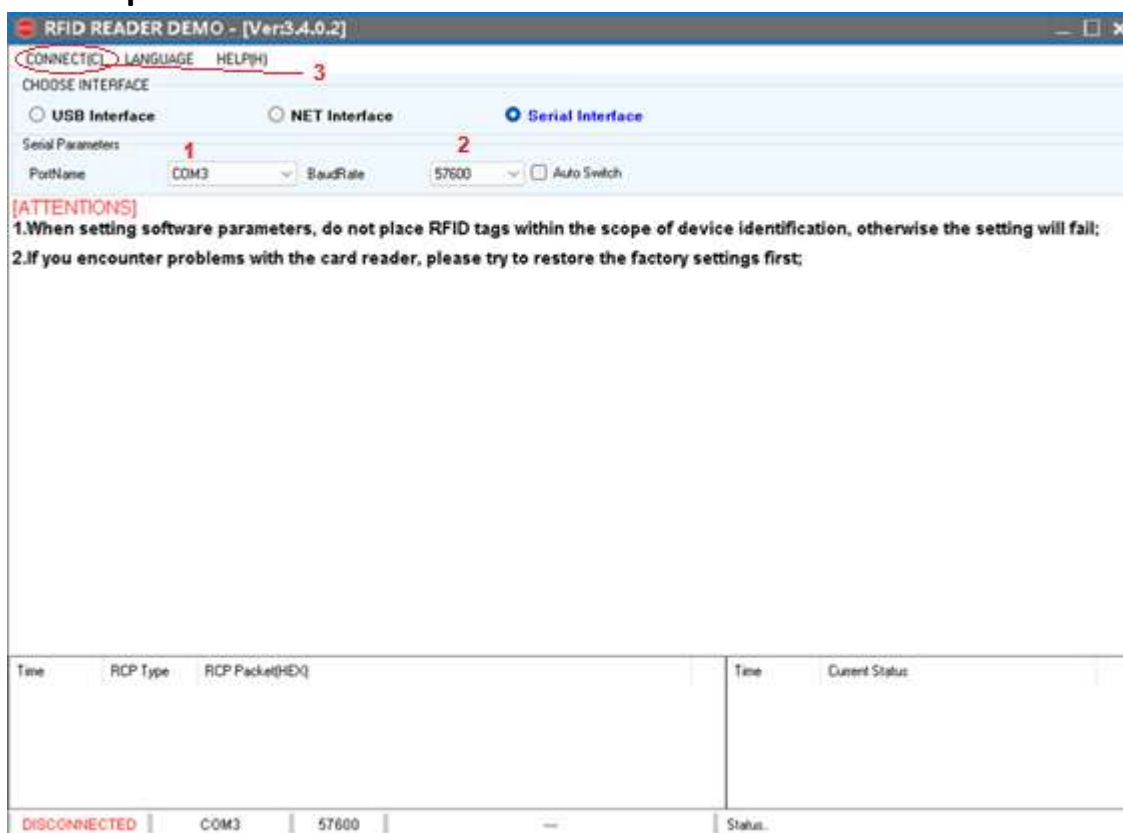 RFID READER DEMO - [Ver:3.4.0.2]
CONNECT(C) LANGUAGE HELP(H)
3
CHOOSE INTERFACE
USB Interface NET Interface Serial Interface
Serial Parameters
1 2
PortName COM3 BaudRate 57600 Auto Switch
[ATTENTIONS]
1.When setting software parameters, do not place RFID tags within the scope of device identification, otherwise the setting will fail;
2.If you encounter problems with the card reader, please try to restore the factory settings first;
Time RCP Type RCP Packet(HEX) Time Current Status
DISCONNECTED COM3 57600 --- Status..